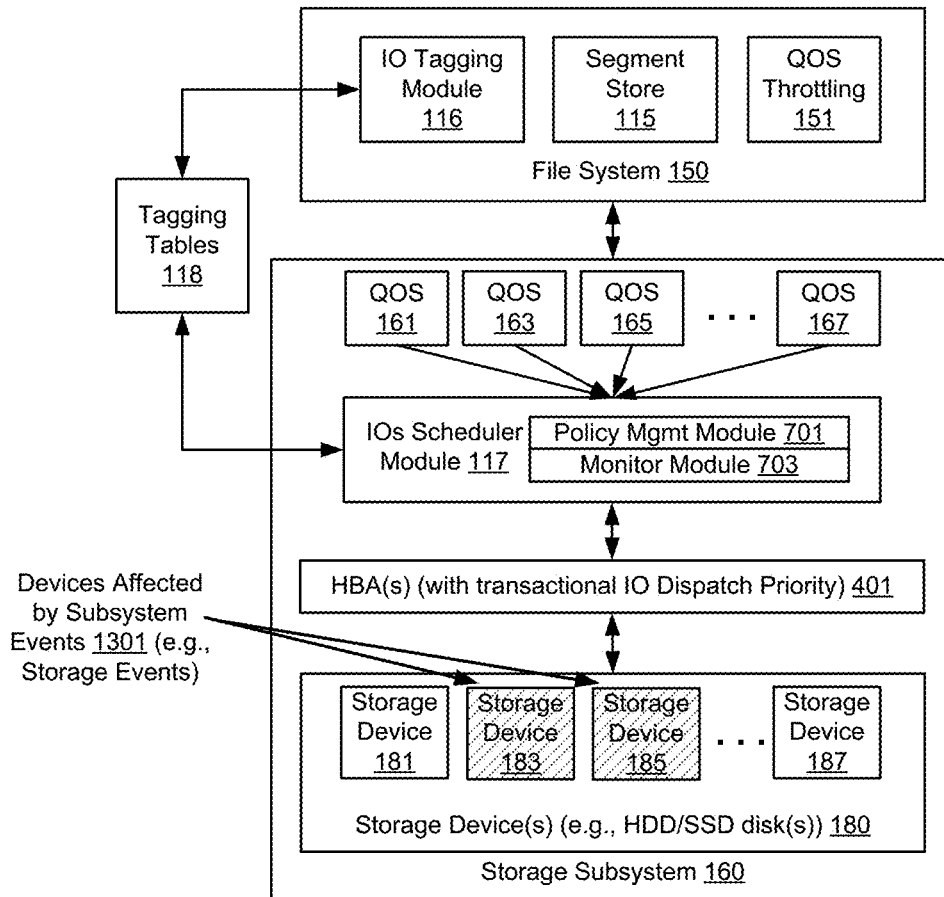 IO Tagging
Module
116
Segment
Store
115
QOS
Throttling
151
File System 150
Tagging
Tables
118
QOS
161
QOS
163
QOS
165
. . .
QOS
167
IOs Scheduler
Module 117
Policy Mgmt Module 701
Monitor Module 703
HBA(s) (with transactional IO Dispatch Priority) 401
Devices Affected
by Subsystem
Events 1301 (e.g.,
Storage Events)
Storage
Device
181
Storage
Device
183
Storage
Device
185
. . .
Storage
Device
187
Storage Device(s) (e.g., HDD/SSD disk(s)) 180
Storage Subsystem 160